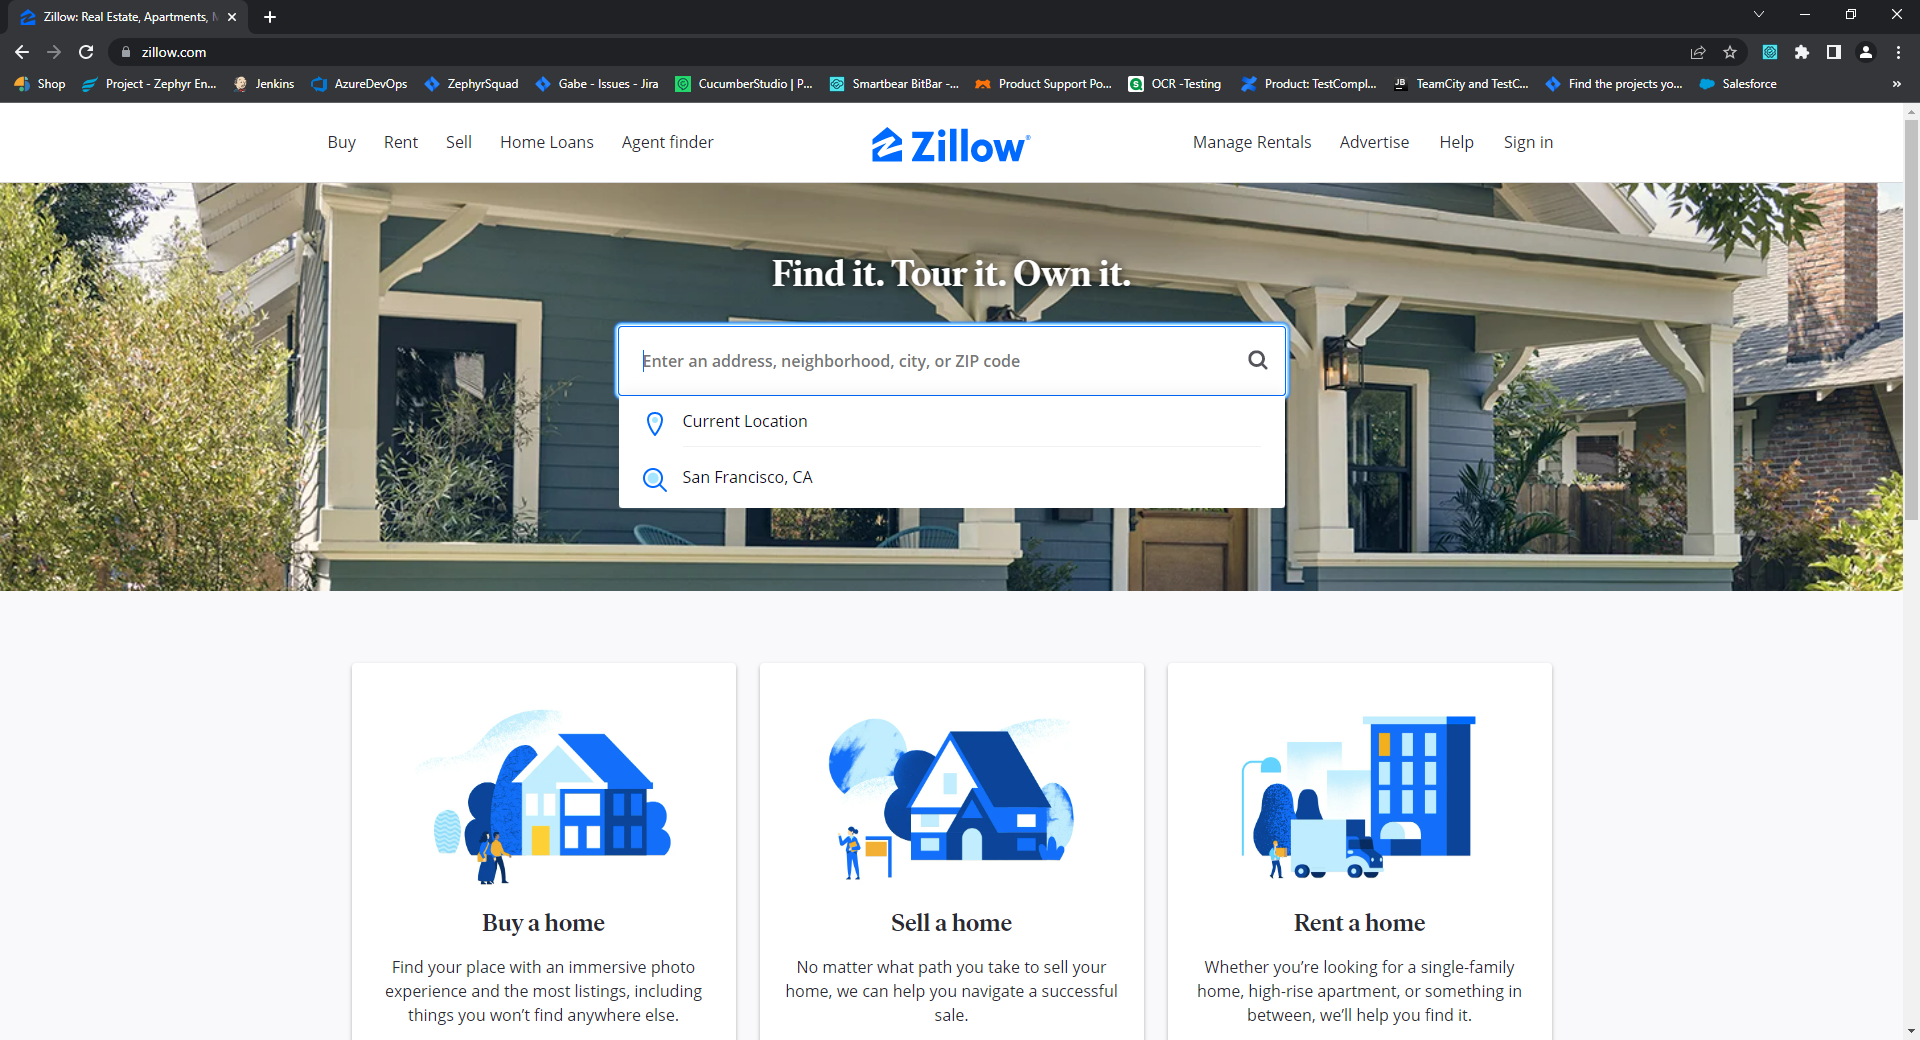 Zillow: Real Estate, Apartments,
zillow.com
Shop
Project - Zephyr En...
Jenkins
AzureDevOps
ZephyrSquad
Gabe - Issues - Jira
CucumberStudio | P...
Smartbear BitBar -...
Product Support Po...
OCR -Testing
Product: TestCompl...
TeamCity and TestC...
Find the projects yo...
Salesforce
Buy
Rent
Sell
Home Loans
Agent finder
Zillow®
Manage Rentals
Advertise
Help
Sign in
Find it. Tour it. Own it.
Enter an address, neighborhood, city, or ZIP code
Current Location
San Francisco, CA
Buy a home
Find your place with an immersive photo
experience and the most listings, including
things you won’t find anywhere else.
Sell a home
No matter what path you take to sell your
home, we can help you navigate a successful
sale.
Rent a home
Whether you’re looking for a single-family
home, high-rise apartment, or something in
between, we’ll help you find it.